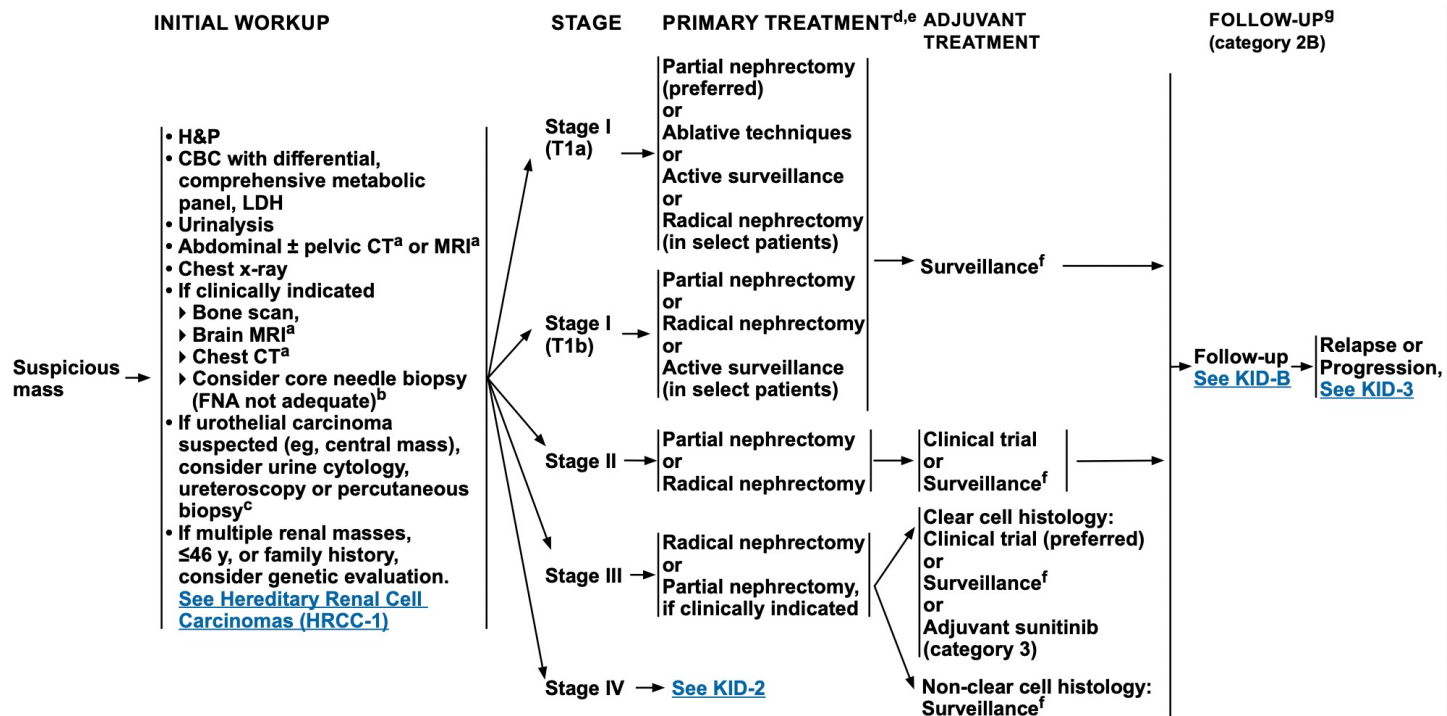 INITIAL WORKUP
STAGE
PRIMARY TREATMENTd,e
ADJUVANT
TREATMENT
FOLLOW-UPg
(category 2B)
Suspicious
mass
• H&P
• CBC with differential,
comprehensive metabolic
panel, LDH
• Urinalysis
• Abdominal ± pelvic CTa or MRIa
• Chest x-ray
• If clinically indicated
▸ Bone scan,
▸ Brain MRIa
▸ Chest CTa
▸ Consider core needle biopsy
(FNA not adequate)b
• If urothelial carcinoma
suspected (eg, central mass),
consider urine cytology,
ureteroscopy or percutaneous
biopsyc
• If multiple renal masses,
≤46 y, or family history,
consider genetic evaluation.
See Hereditary Renal Cell
Carcinomas (HRCC-1)
Stage I
(T1a)
Partial nephrectomy
(preferred)
or
Ablative techniques
or
Active surveillance
or
Radical nephrectomy
(in select patients)
Stage I
(T1b)
Partial nephrectomy
or
Radical nephrectomy
or
Active surveillance
(in select patients)
Surveillancef
Stage II
Partial nephrectomy
or
Radical nephrectomy
Clinical trial
or
Surveillancef
Stage III
Radical nephrectomy
or
Partial nephrectomy,
if clinically indicated
Clear cell histology:
Clinical trial (preferred)
or
Surveillancef
or
Adjuvant sunitinib
(category 3)
Non-clear cell histology:
Surveillancef
Stage IV
See KID-2
Follow-up
See KID-B
Relapse or
Progression,
See KID-3